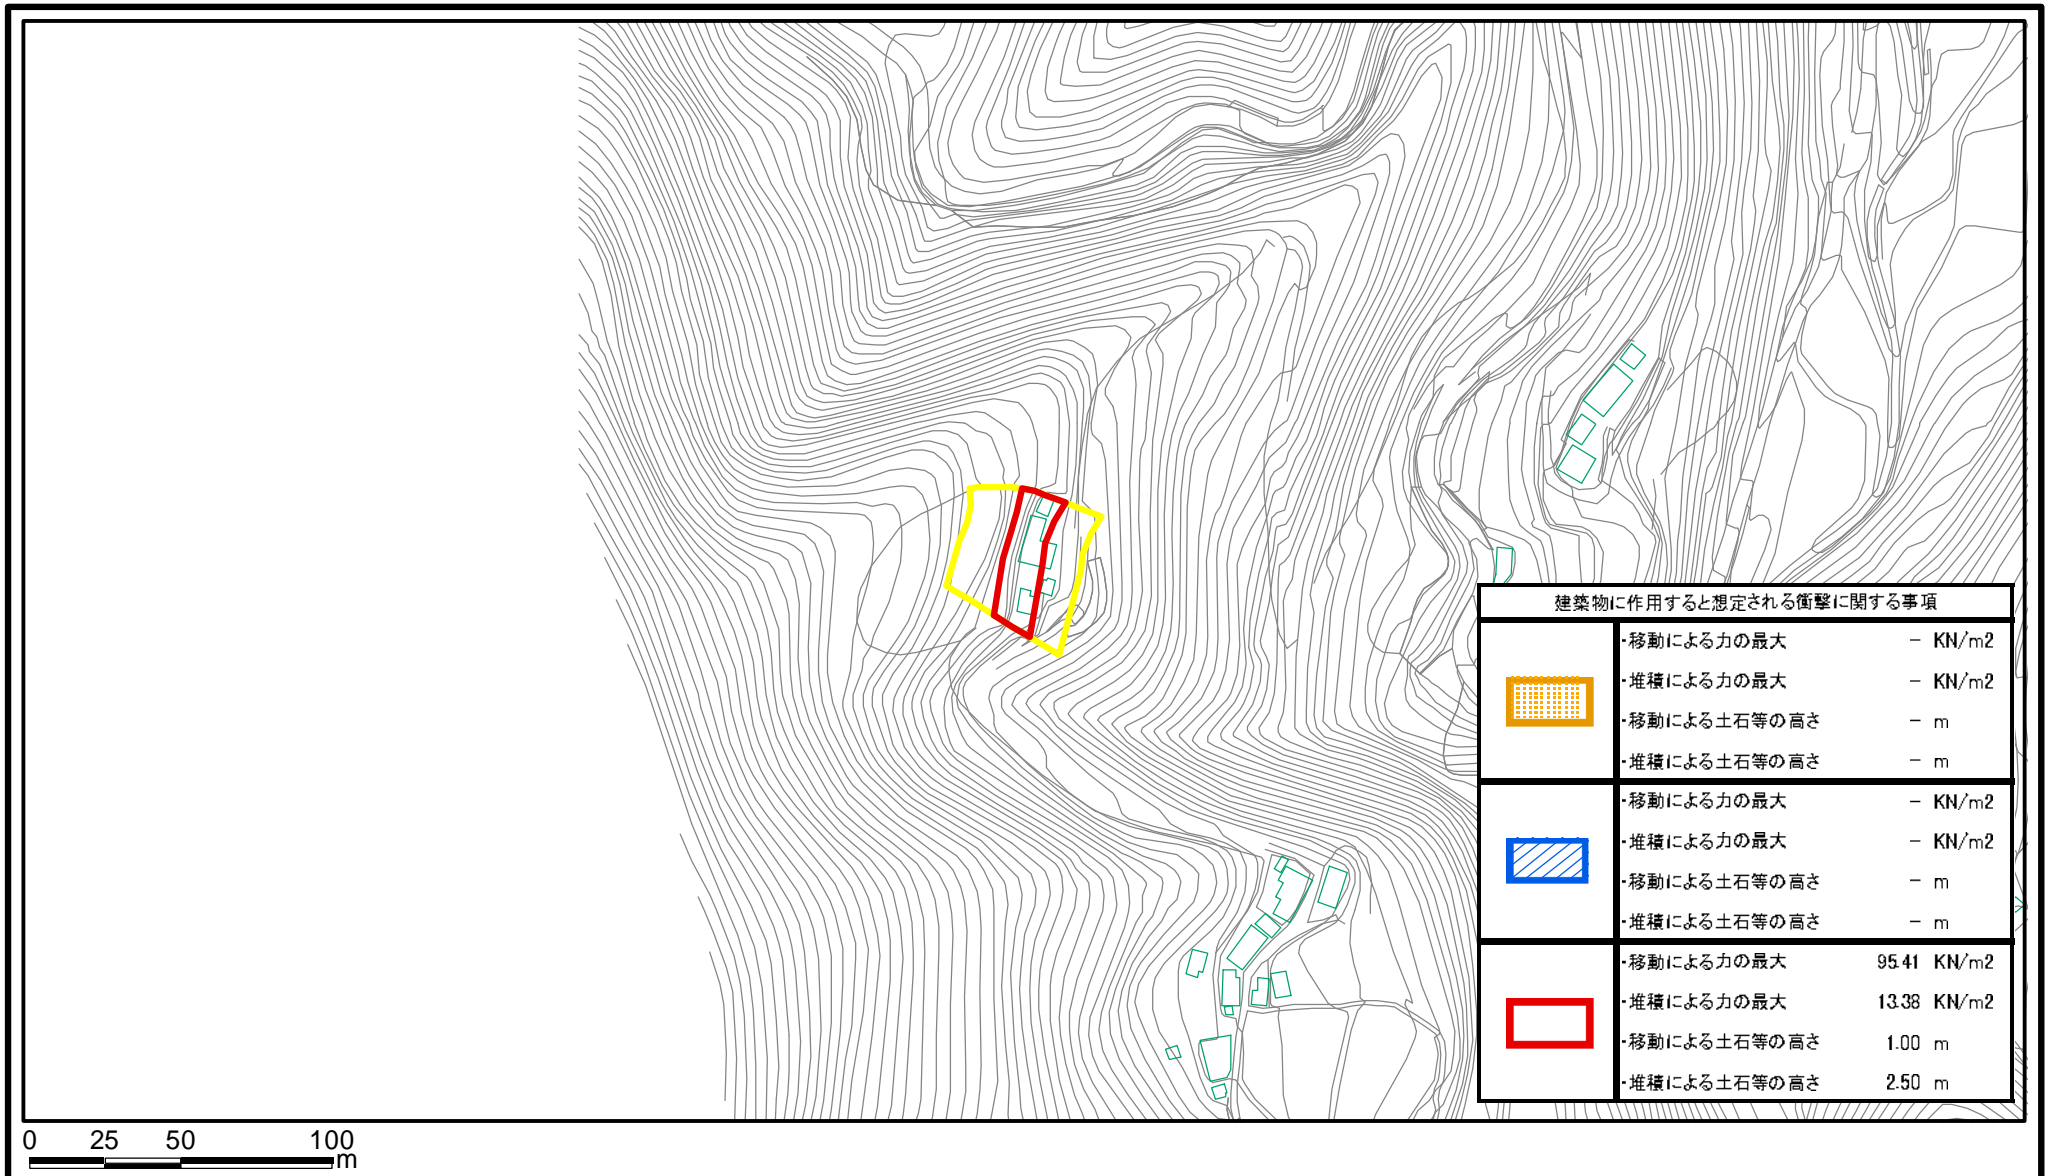 建築物に作用すると想定される衝撃に関する事項
・移動による力の最大 － KN/m2
・堆積による力の最大 － KN/m2
・移動による土石等の高さ － m
・堆積による土石等の高さ － m
・移動による力の最大 － KN/m2
・堆積による力の最大 － KN/m2
・移動による土石等の高さ － m
・堆積による土石等の高さ － m
・移動による力の最大 95.41 KN/m2
・堆積による力の最大 13.38 KN/m2
・移動による土石等の高さ 1.00 m
・堆積による土石等の高さ 2.50 m
0 25 50 100
m